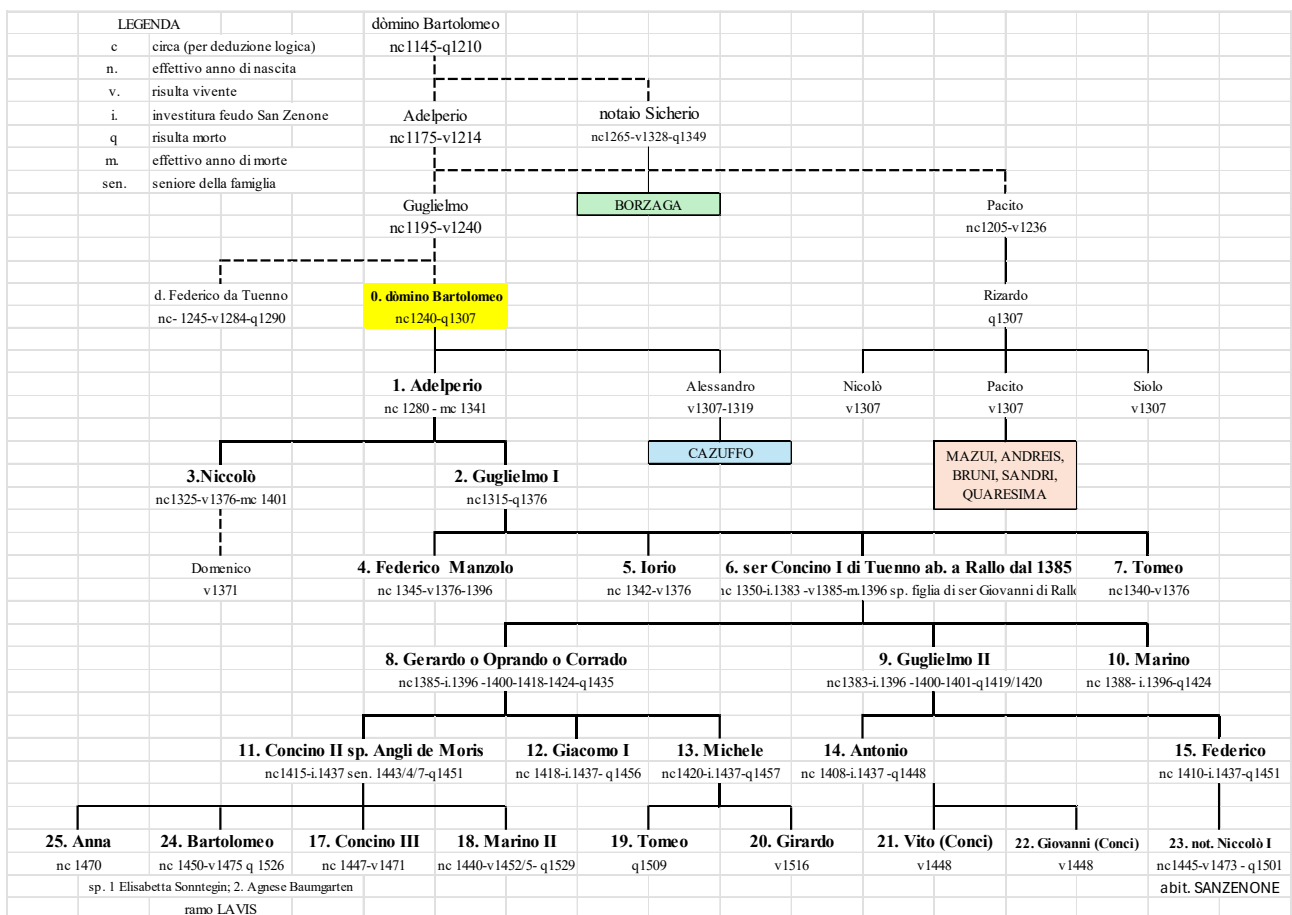 LEGENDA
dòmino Bartolomeo
c circa (per deduzione logica)
nc1145-q1210
n. effettivo anno di nascita
v. risulta vivente
i. investitura feudo San Zenone
Adelperio
notaio Sicherio
q risulta morto
nc1175-v1214
nc1265-v1328-q1349
m. effettivo anno di morte
sen. seniore della famiglia
Guglielmo
BORZAGA
Pacito
nc1195-v1240
nc1205-v1236
d. Federico da Tuenno
0. dòmino Bartolomeo
Rizardo
nc- 1245-v1284-q1290
nc1240-q1307
q1307
1. Adelperio
Alessandro
Nicolò
Pacito
Siolo
nc 1280 - mc 1341
v1307-1319
v1307
v1307
v1307
CAZUFFO
MAZUI, ANDREIS,
BRUNI, SANDRI,
QUARESIMA
3.Niccolò
2. Guglielmo I
nc1325-v1376-mc 1401
nc1315-q1376
Domenico
4. Federico Manzolo
5. Iorio
6. ser Concino I di Tuenno ab. a Rallo dal 1385
7. Tomeo
v1371
nc 1345-v1376-1396
nc 1342-v1376
nc 1350-i.1383 -v1385-m.1396 sp. figlia di ser Giovanni di Rallo
nc1340-v1376
8. Gerardo o Oprando o Corrado
9. Guglielmo II
10. Marino
nc1385-i.1396 -1400-1418-1424-q1435
nc1383-i.1396 -1400-1401-q1419/1420
nc 1388- i.1396-q1424
11. Concino II sp. Angli de Moris
12. Giacomo I
13. Michele
14. Antonio
15. Federico
nc1415-i.1437 sen. 1443/4/7-q1451
nc 1418-i.1437- q1456
nc1420-i.1437-q1457
nc 1408-i.1437 -q1448
nc 1410-i.1437-q1451
25. Anna
24. Bartolomeo
17. Concino III
18. Marino II
19. Tomeo
20. Girardo
21. Vito (Conci)
22. Giovanni (Conci)
23. not. Niccolò I
nc 1470
nc 1450-v1475 q 1526
nc 1447-v1471
nc 1440-v1452/5- q1529
q1509
v1516
v1448
v1448
nc1445-v1473 - q1501
sp. 1 Elisabetta Sonntegin; 2. Agnese Baumgarten
abit. SANZENONE
ramo LAVIS